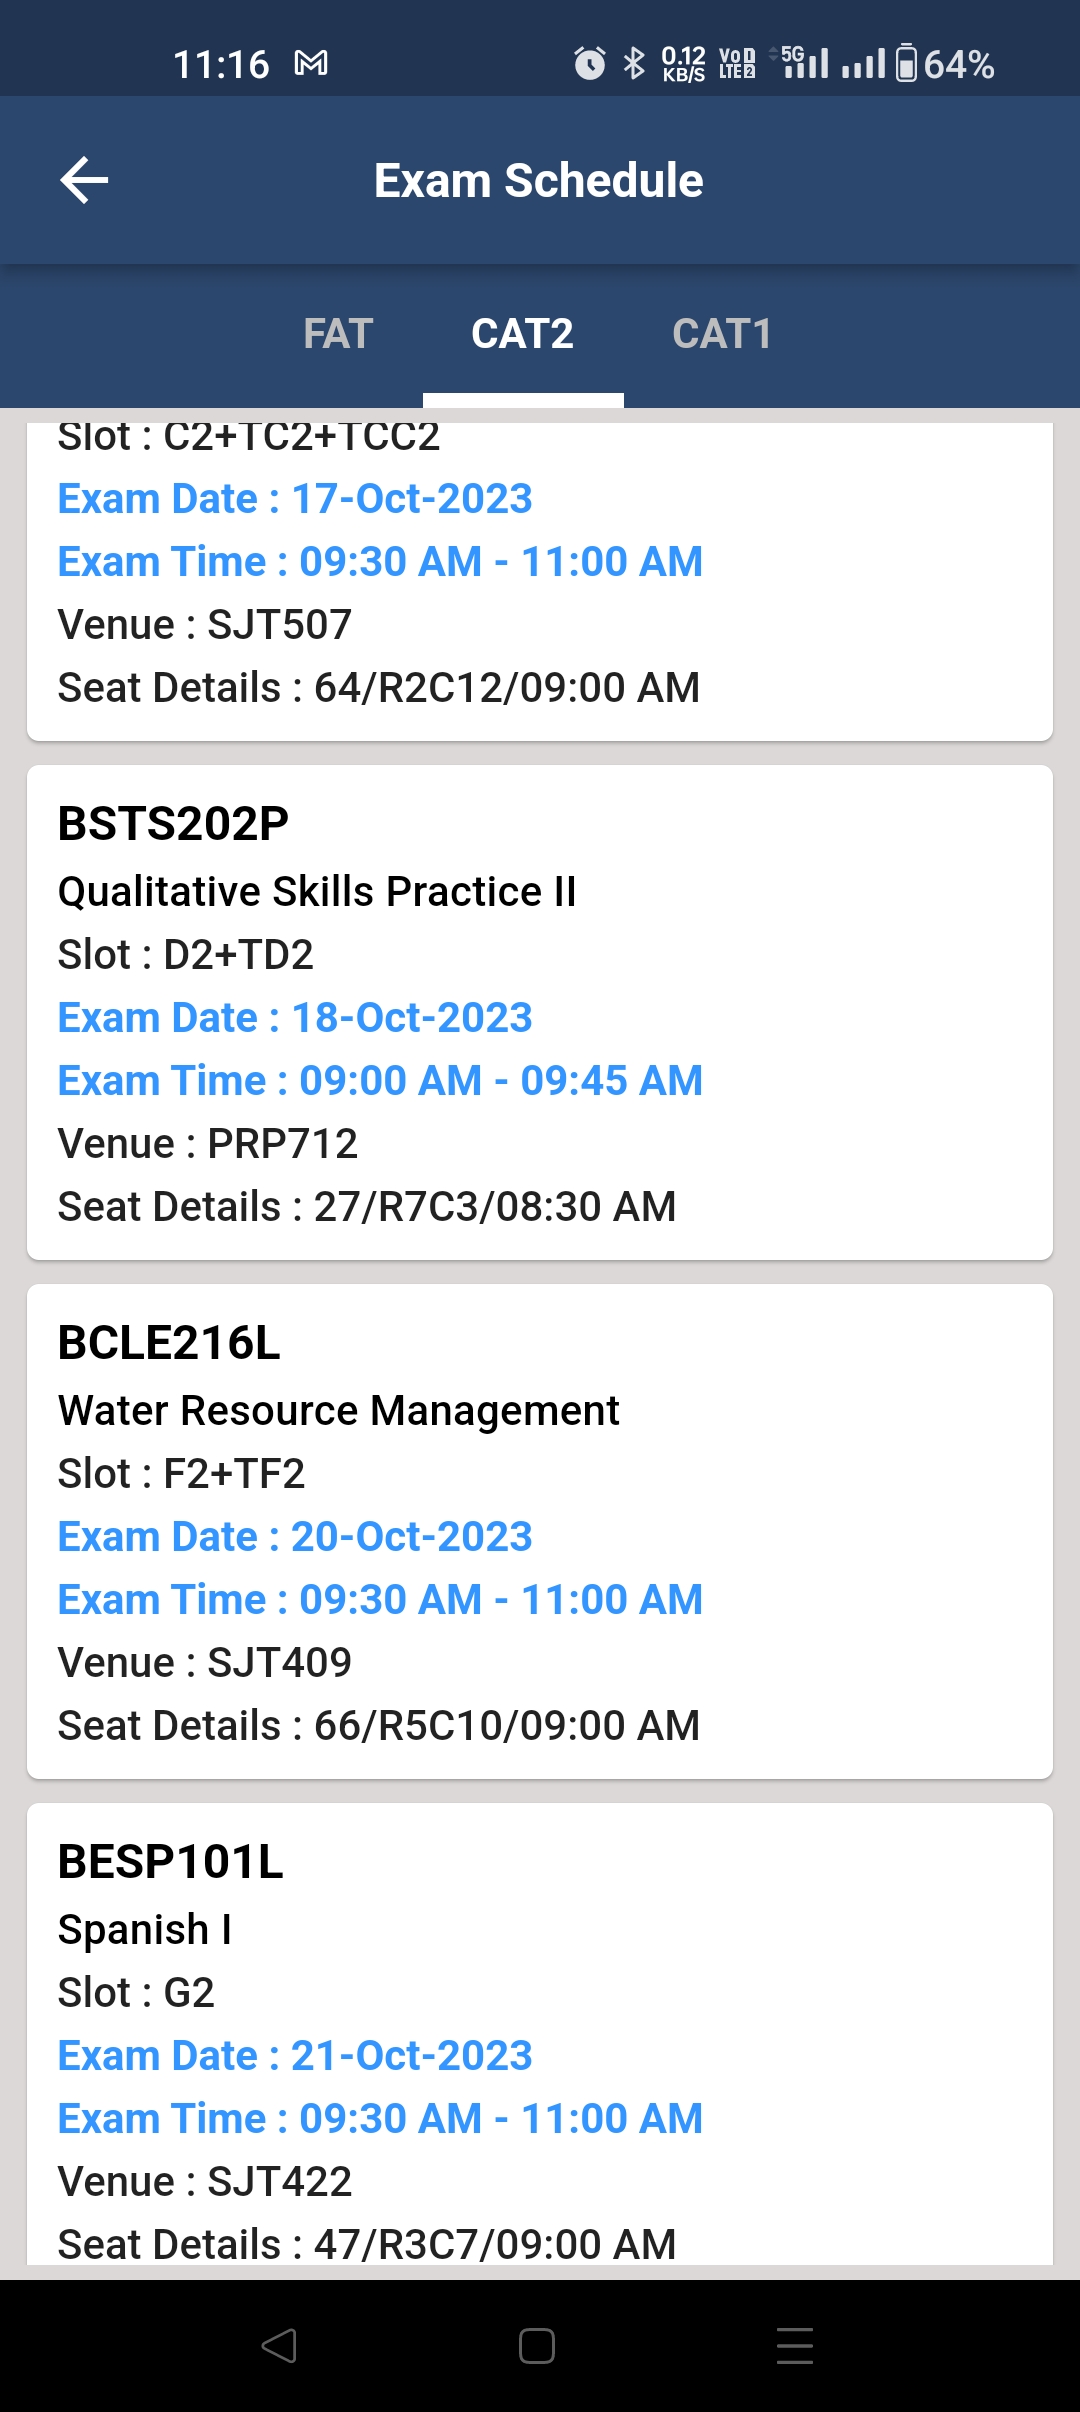 11:16
0.12 KB/S VoLTE 1 2 5G 64%
Exam Schedule
FAT CAT2 CAT1
Slot : C2+TC2+TCC2
Exam Date : 17-Oct-2023
Exam Time : 09:30 AM - 11:00 AM
Venue : SJT507
Seat Details : 64/R2C12/09:00 AM
BSTS202P
Qualitative Skills Practice II
Slot : D2+TD2
Exam Date : 18-Oct-2023
Exam Time : 09:00 AM - 09:45 AM
Venue : PRP712
Seat Details : 27/R7C3/08:30 AM
BCLE216L
Water Resource Management
Slot : F2+TF2
Exam Date : 20-Oct-2023
Exam Time : 09:30 AM - 11:00 AM
Venue : SJT409
Seat Details : 66/R5C10/09:00 AM
BESP101L
Spanish I
Slot : G2
Exam Date : 21-Oct-2023
Exam Time : 09:30 AM - 11:00 AM
Venue : SJT422
Seat Details : 47/R3C7/09:00 AM